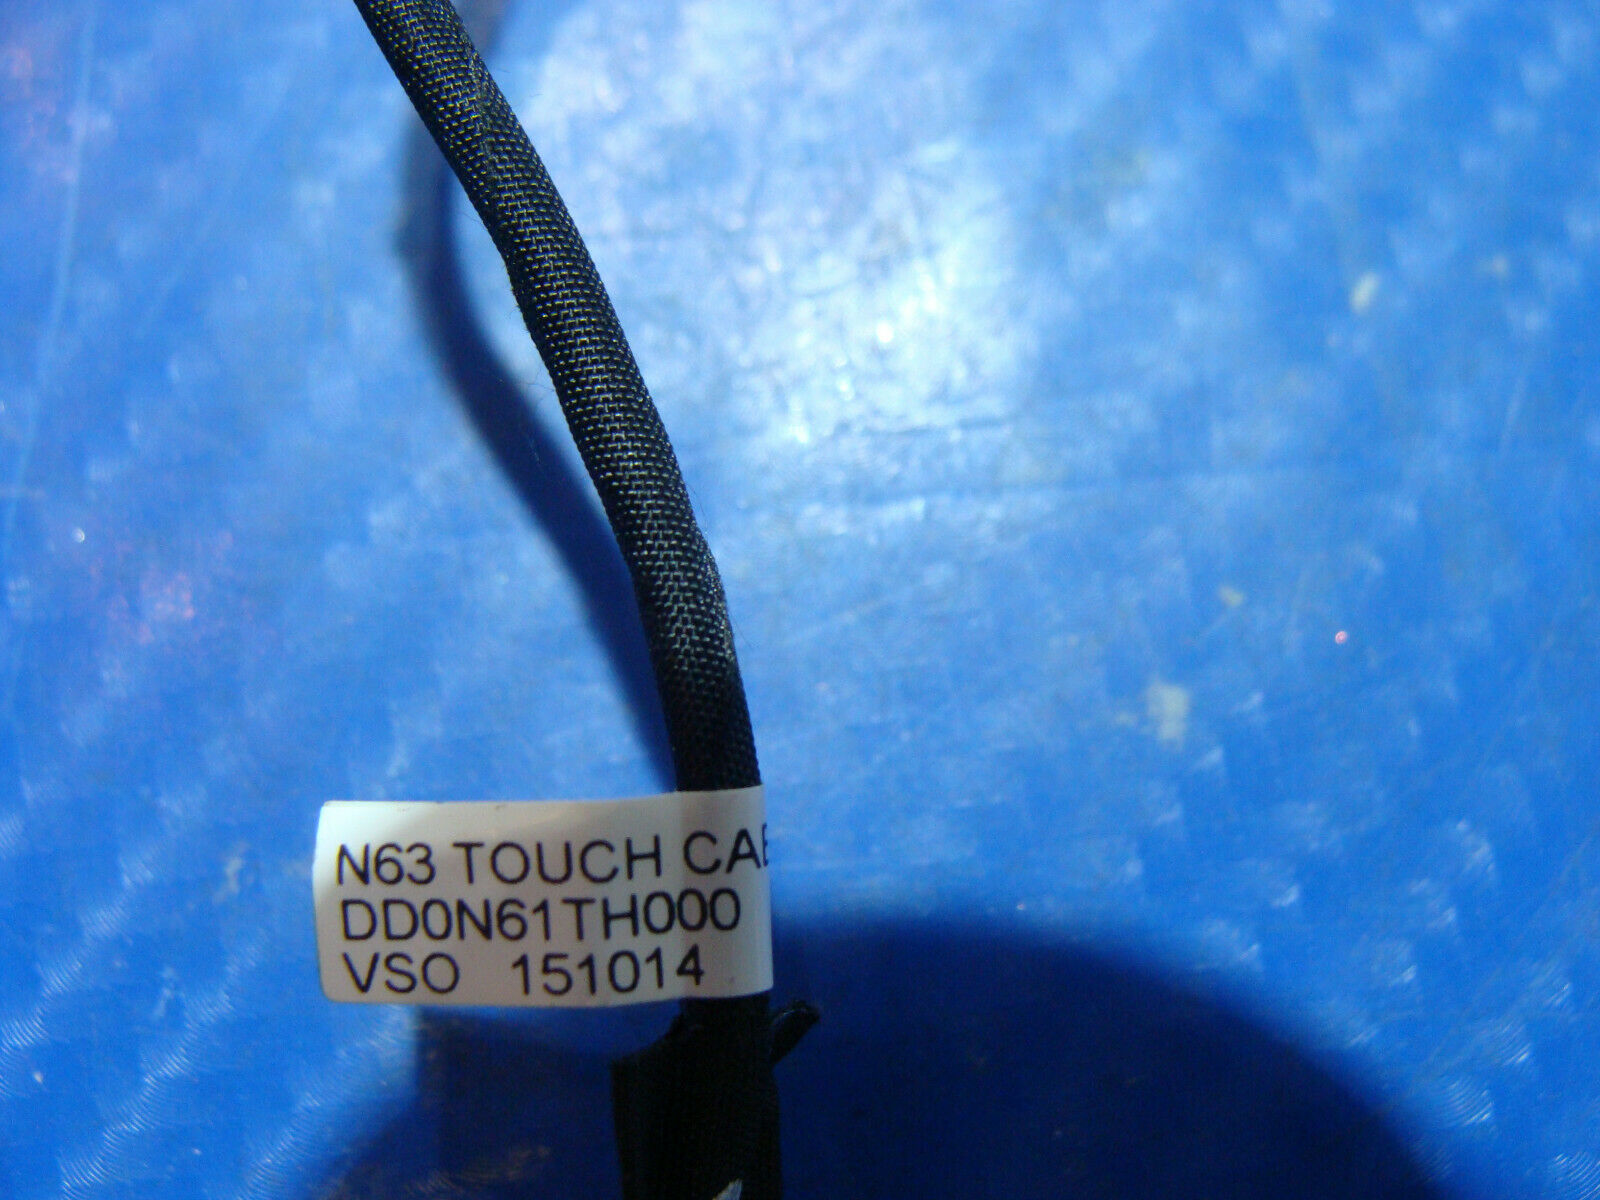 N63 TOUCH CAB
DD0N61TH000
VSO 151014